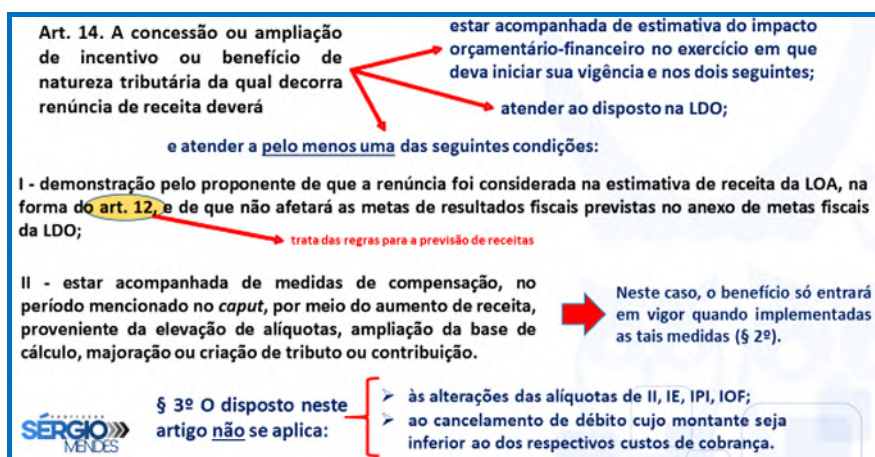 Art. 14. A concessão ou ampliação
de incentivo ou benefício de
natureza tributária da qual decorra
renúncia de receita deverá
estar acompanhada de estimativa do impacto
orçamentário-financeiro no exercício em que
deva iniciar sua vigência e nos dois seguintes;
atender ao disposto na LDO;
e atender a pelo menos uma das seguintes condições:
I - demonstração pelo proponente de que a renúncia foi considerada na estimativa de receita da LOA, na
forma do art. 12, e de que não afetará as metas de resultados fiscais previstas no anexo de metas fiscais
da LDO;
trata das regras para a previsão de receitas
II - estar acompanhada de medidas de compensação, no
período mencionado no caput, por meio do aumento de receita,
proveniente da elevação de alíquotas, ampliação da base de
cálculo, majoração ou criação de tributo ou contribuição.
Neste caso, o benefício só entrará
em vigor quando implementadas
as tais medidas (§ 2º).
§ 3º O disposto neste
artigo não se aplica:
➢ às alterações das alíquotas de II, IE, IPI, IOF;
➢ ao cancelamento de débito cujo montante seja
inferior ao dos respectivos custos de cobrança.
PROFESSOR
SÉRGIO
MENDES